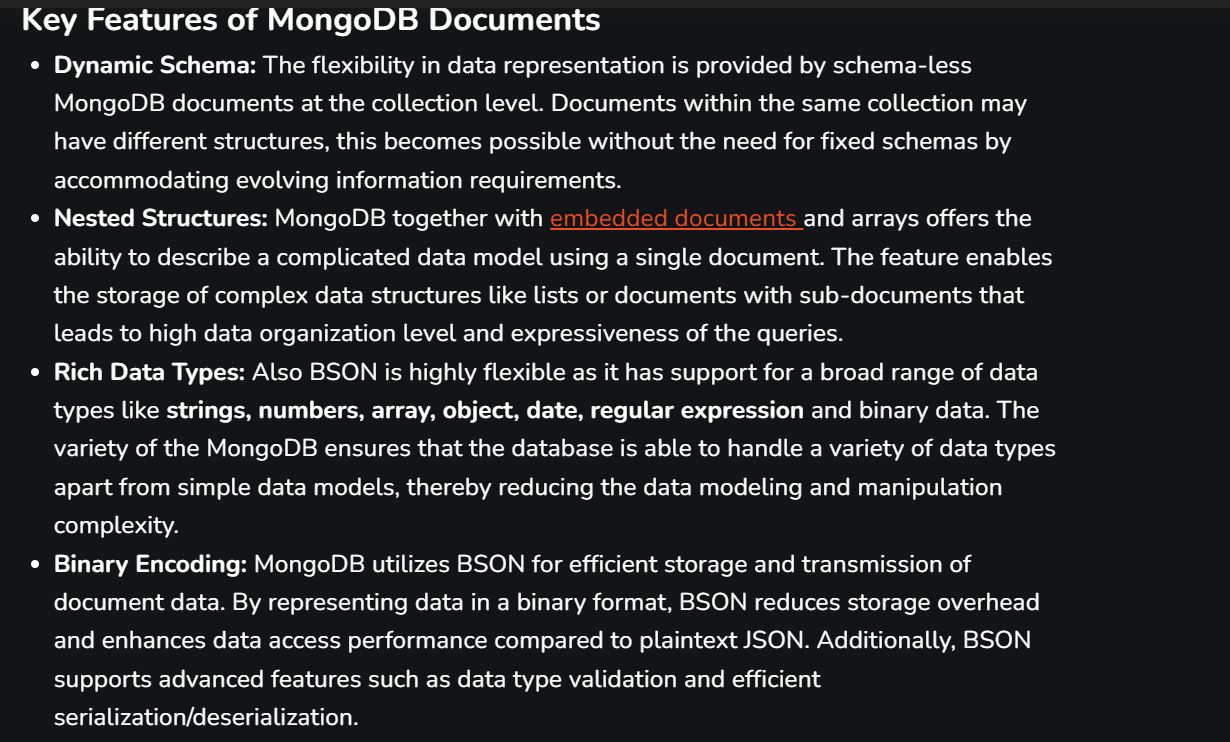 Key Features of MongoDB Documents
• Dynamic Schema: The flexibility in data representation is provided by schema-less
MongoDB documents at the collection level. Documents within the same collection may
have different structures, this becomes possible without the need for fixed schemas by
accommodating evolving information requirements.
• Nested Structures: MongoDB together with embedded documents and arrays offers the
ability to describe a complicated data model using a single document. The feature enables
the storage of complex data structures like lists or documents with sub-documents that
leads to high data organization level and expressiveness of the queries.
• Rich Data Types: Also BSON is highly flexible as it has support for a broad range of data
types like strings, numbers, array, object, date, regular expression and binary data. The
variety of the MongoDB ensures that the database is able to handle a variety of data types
apart from simple data models, thereby reducing the data modeling and manipulation
complexity.
• Binary Encoding: MongoDB utilizes BSON for efficient storage and transmission of
document data. By representing data in a binary format, BSON reduces storage overhead
and enhances data access performance compared to plaintext JSON. Additionally, BSON
supports advanced features such as data type validation and efficient
serialization/deserialization.